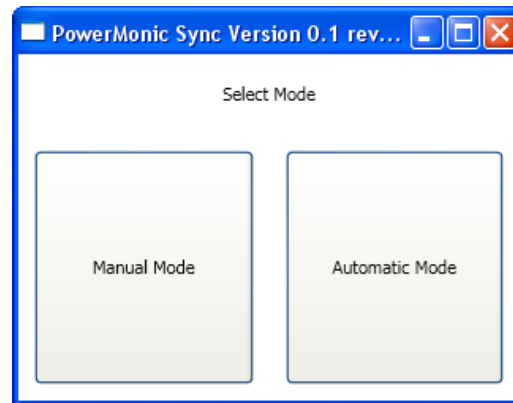 PowerMonic Sync Version 0.1 rev...
Select Mode
Manual Mode
Automatic Mode